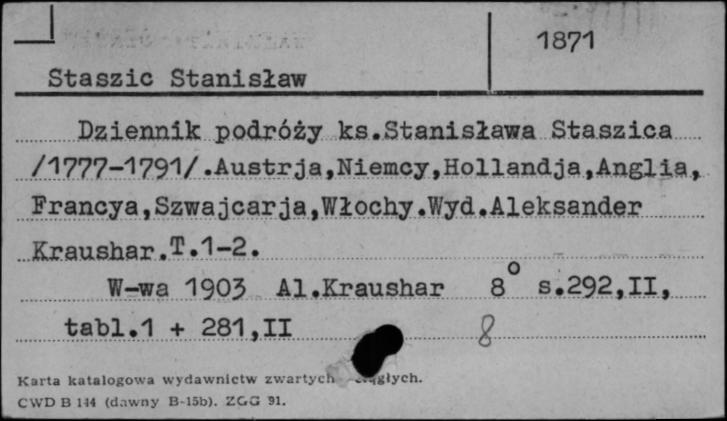 1871
Staszic Stanisław
Dziennik podróży ks.Stanisława Staszica
/1777-1791/.Austrja,Niemcy,Hollandja,Anglia,
Francya,Szwajcarja,Włochy.Wyd.Aleksander
Kraushar.T.1-2.
W-wa 1903 Al.Kraushar 8° s.292,II,
tabl.1 + 281,II 8
Karta katalogowa wydawnictw zwartych
CWD B 144 (dawny B-15b). ZGG 91.